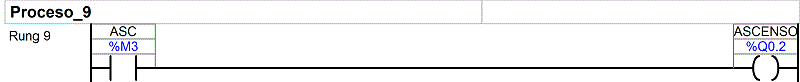 Proceso_9
Rung 9
ASC
%M3
ASCENSO
%Q0.2